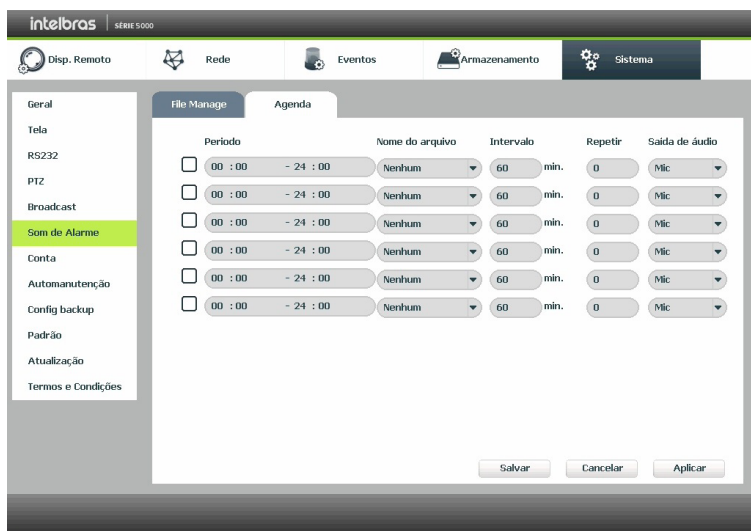 intelbras SÉRIE 5000
Disp. Remoto Rede Eventos Armazenamento Sistema
Geral
Tela
RS232
PTZ
Broadcast
Som de Alarme
Conta
Automanutenção
Config backup
Padrão
Atualização
Termos e Condições
File Manage Agenda
Periodo Nome do arquivo Intervalo Repetir Saida de áudio
00 :00 - 24 :00 Nenhum 60 min. 0 Mic
00 :00 - 24 :00 Nenhum 60 min. 0 Mic
00 :00 - 24 :00 Nenhum 60 min. 0 Mic
00 :00 - 24 :00 Nenhum 60 min. 0 Mic
00 :00 - 24 :00 Nenhum 60 min. 0 Mic
00 :00 - 24 :00 Nenhum 60 min. 0 Mic
Salvar Cancelar Aplicar